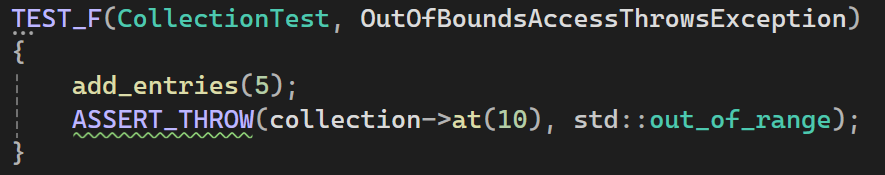 TEST_F(CollectionTest, OutOfBoundsAccessThrowsException)
{
    add_entries(5);
    ASSERT_THROW(collection->at(10), std::out_of_range);
}